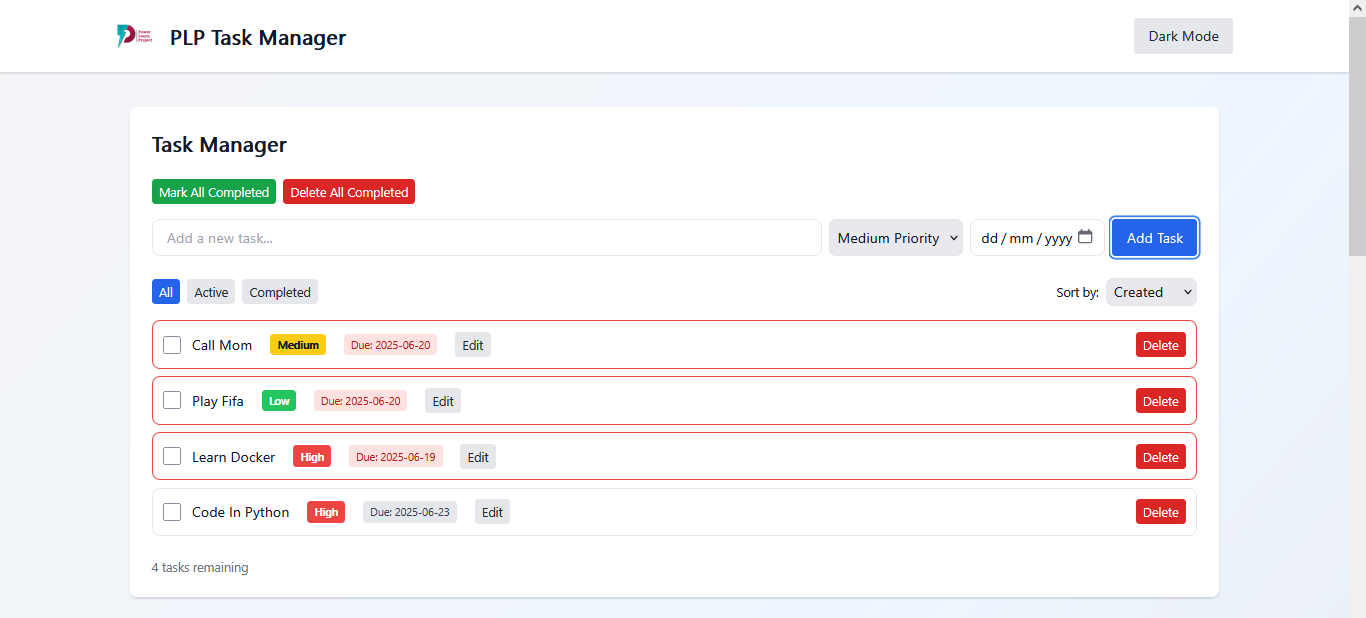 Power Learn Project
PLP Task Manager
Dark Mode
Task Manager
Mark All Completed Delete All Completed
Add a new task... Medium Priority dd / mm / yyyy Add Task
All Active Completed Sort by: Created
Call Mom Medium Due: 2025-06-20 Edit Delete
Play Fifa Low Due: 2025-06-20 Edit Delete
Learn Docker High Due: 2025-06-19 Edit Delete
Code In Python High Due: 2025-06-23 Edit Delete
4 tasks remaining